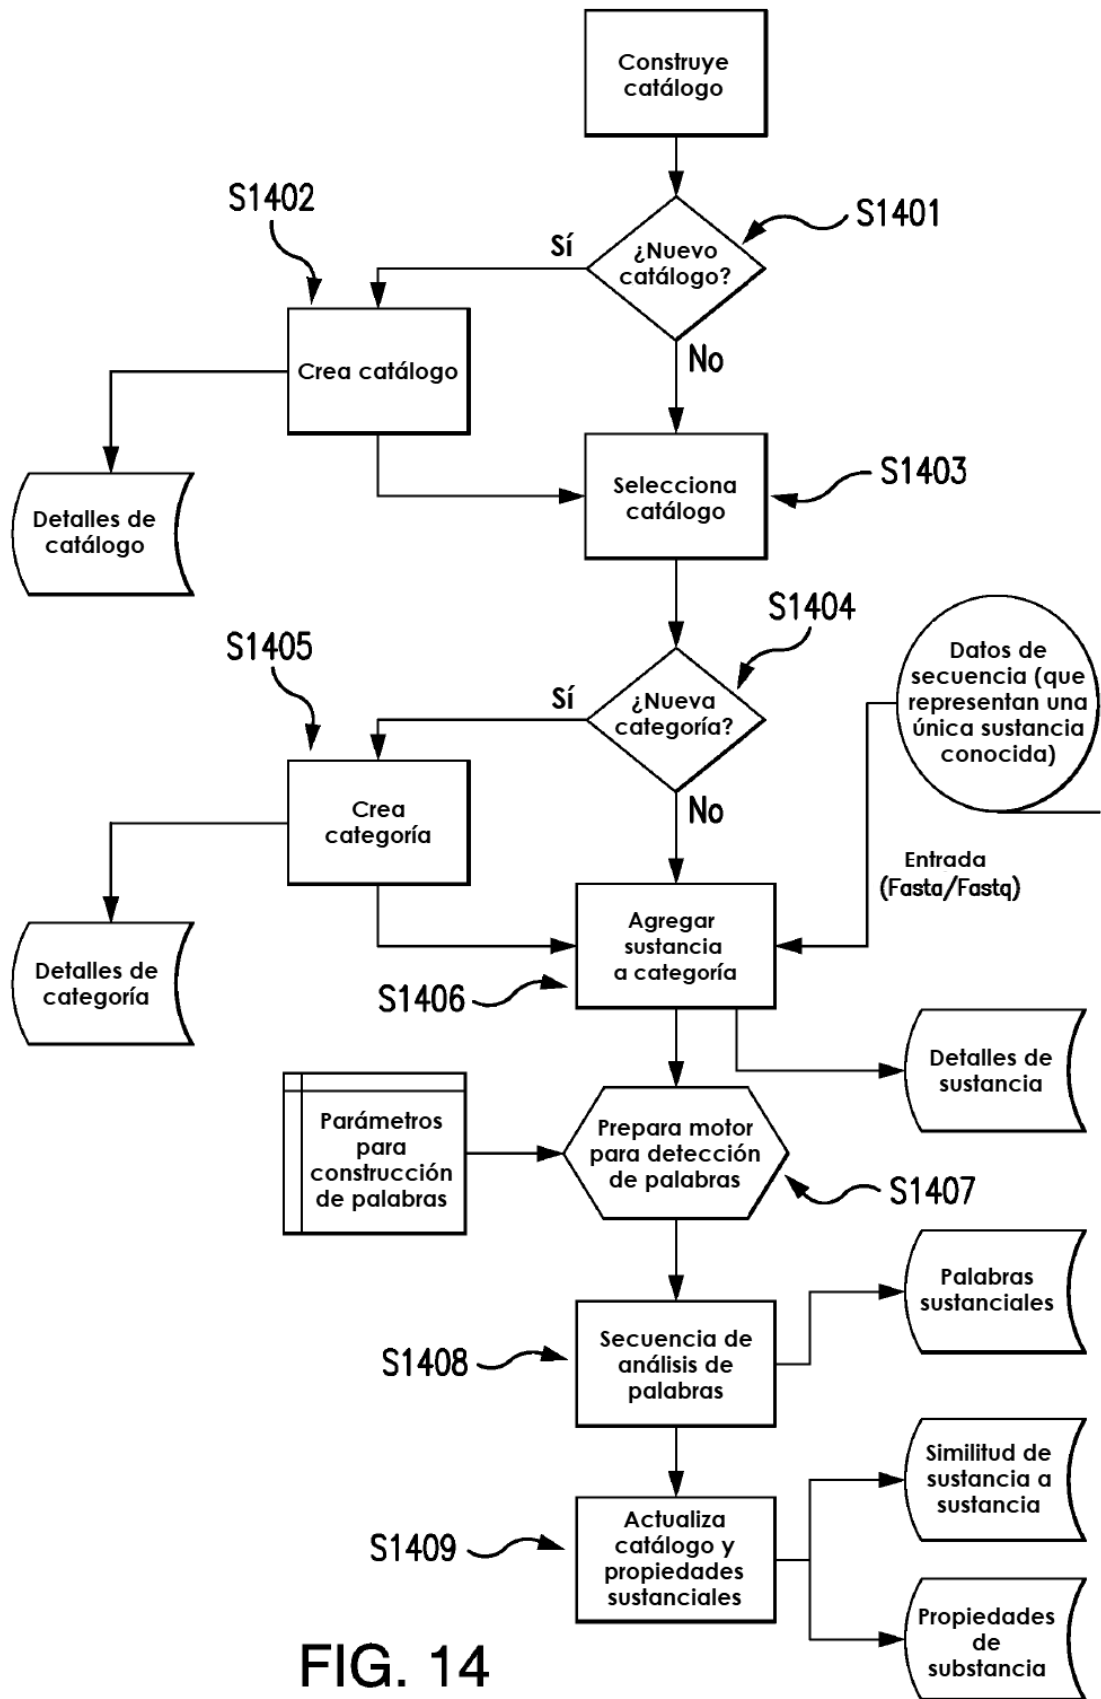 Construye
catálogo
S1402
S1401
Sí
¿Nuevo
catálogo?
No
Crea catálogo
S1403
Selecciona
catálogo
Detalles de
catálogo
S1404
S1405
Datos de
secuencia (que
representan una
única sustancia
conocida)
Sí
¿Nueva
categoría?
No
Crea
categoría
Entrada
(Fasta/Fastq)
Agregar
sustancia
a categoría
Detalles de
categoría
S1406
Detalles de
sustancia
Parámetros
para
construcción
de palabras
Prepara motor
para detección
de palabras
S1407
Palabras
sustanciales
Secuencia de
análisis de
palabras
S1408
Similitud de
sustancia a
sustancia
Actualiza
catálogo y
propiedades
sustanciales
S1409
Propiedades
de
substancia
FIG. 14